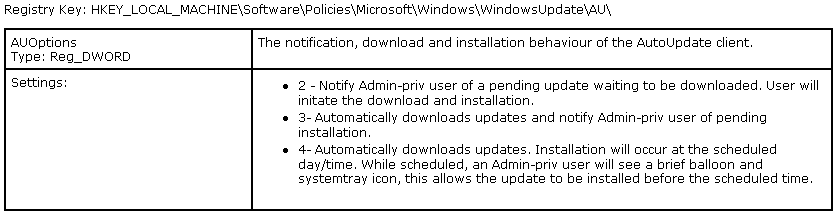 Registry Key: HKEY_LOCAL_MACHINE\Software\Policies\Microsoft\Windows\WindowsUpdate\AU\
AUOptions
Type: Reg_DWORD
The notification, download and installation behaviour of the AutoUpdate client.
Settings:
• 2 - Notify Admin-priv user of a pending update waiting to be downloaded. User will
initate the download and installation.
• 3- Automatically downloads updates and notify Admin-priv user of pending
installation.
• 4- Automatically downloads updates. Installation will occur at the scheduled
day/time. While scheduled, an Admin-priv user will see a brief balloon and
systemtray icon, this allows the update to be installed before the scheduled time.